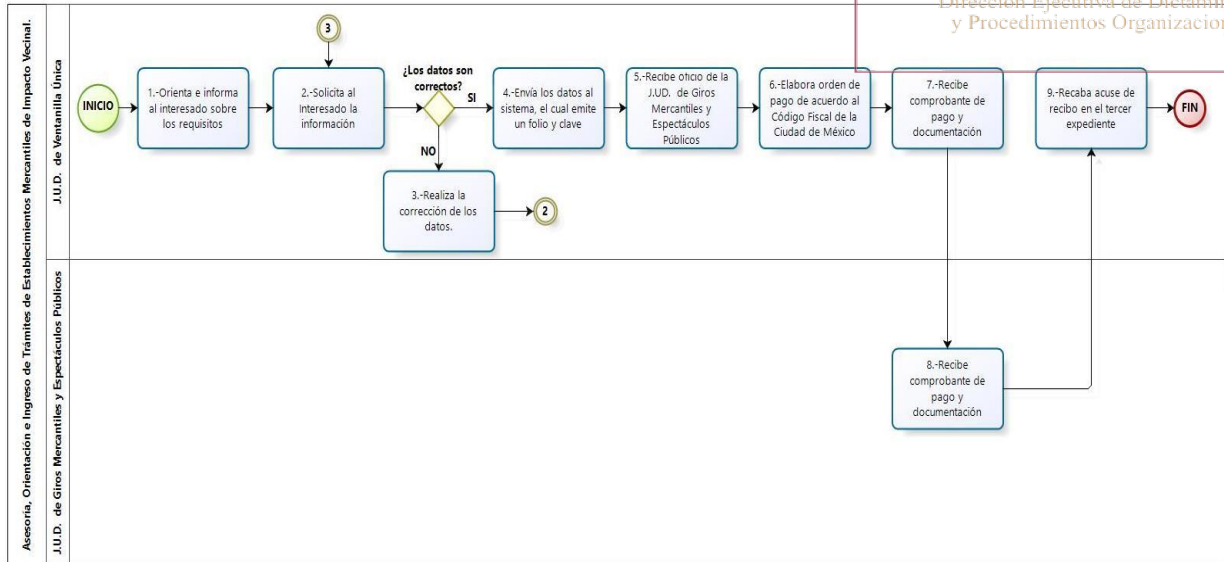 Dirección Ejecutiva de
y Procedimientos
Asesoría, Orientación e Ingreso de Trámites de Establecimientos Mercantiles de Impacto Vecinal.
J.U.D. de Ventanilla Única
INICIO
1.-Orienta e informa
al interesado sobre
los requisitos
3
2.-Solicita al
Interesado la
información
¿Los datos son
correctos?
SI
NO
3.-Realiza la
corrección de los
datos.
2
4.-Envía los datos al
sistema, el cual emite
un folio y clave
5.-Recibe oficio de la
J.UD. de Giros
Mercantiles y
Espectáculos
Públicos
6.-Elabora orden de
pago de acuerdo al
Código Fiscal de la
Ciudad de México
7.-Recibe
comprobante de
pago y
documentación
9.-Recaba acuse de
recibo en el tercer
expediente
FIN
J.U.D. de Giros Mercantiles y Espectáculos Públicos
8.-Recibe
comprobante de
pago y
documentación